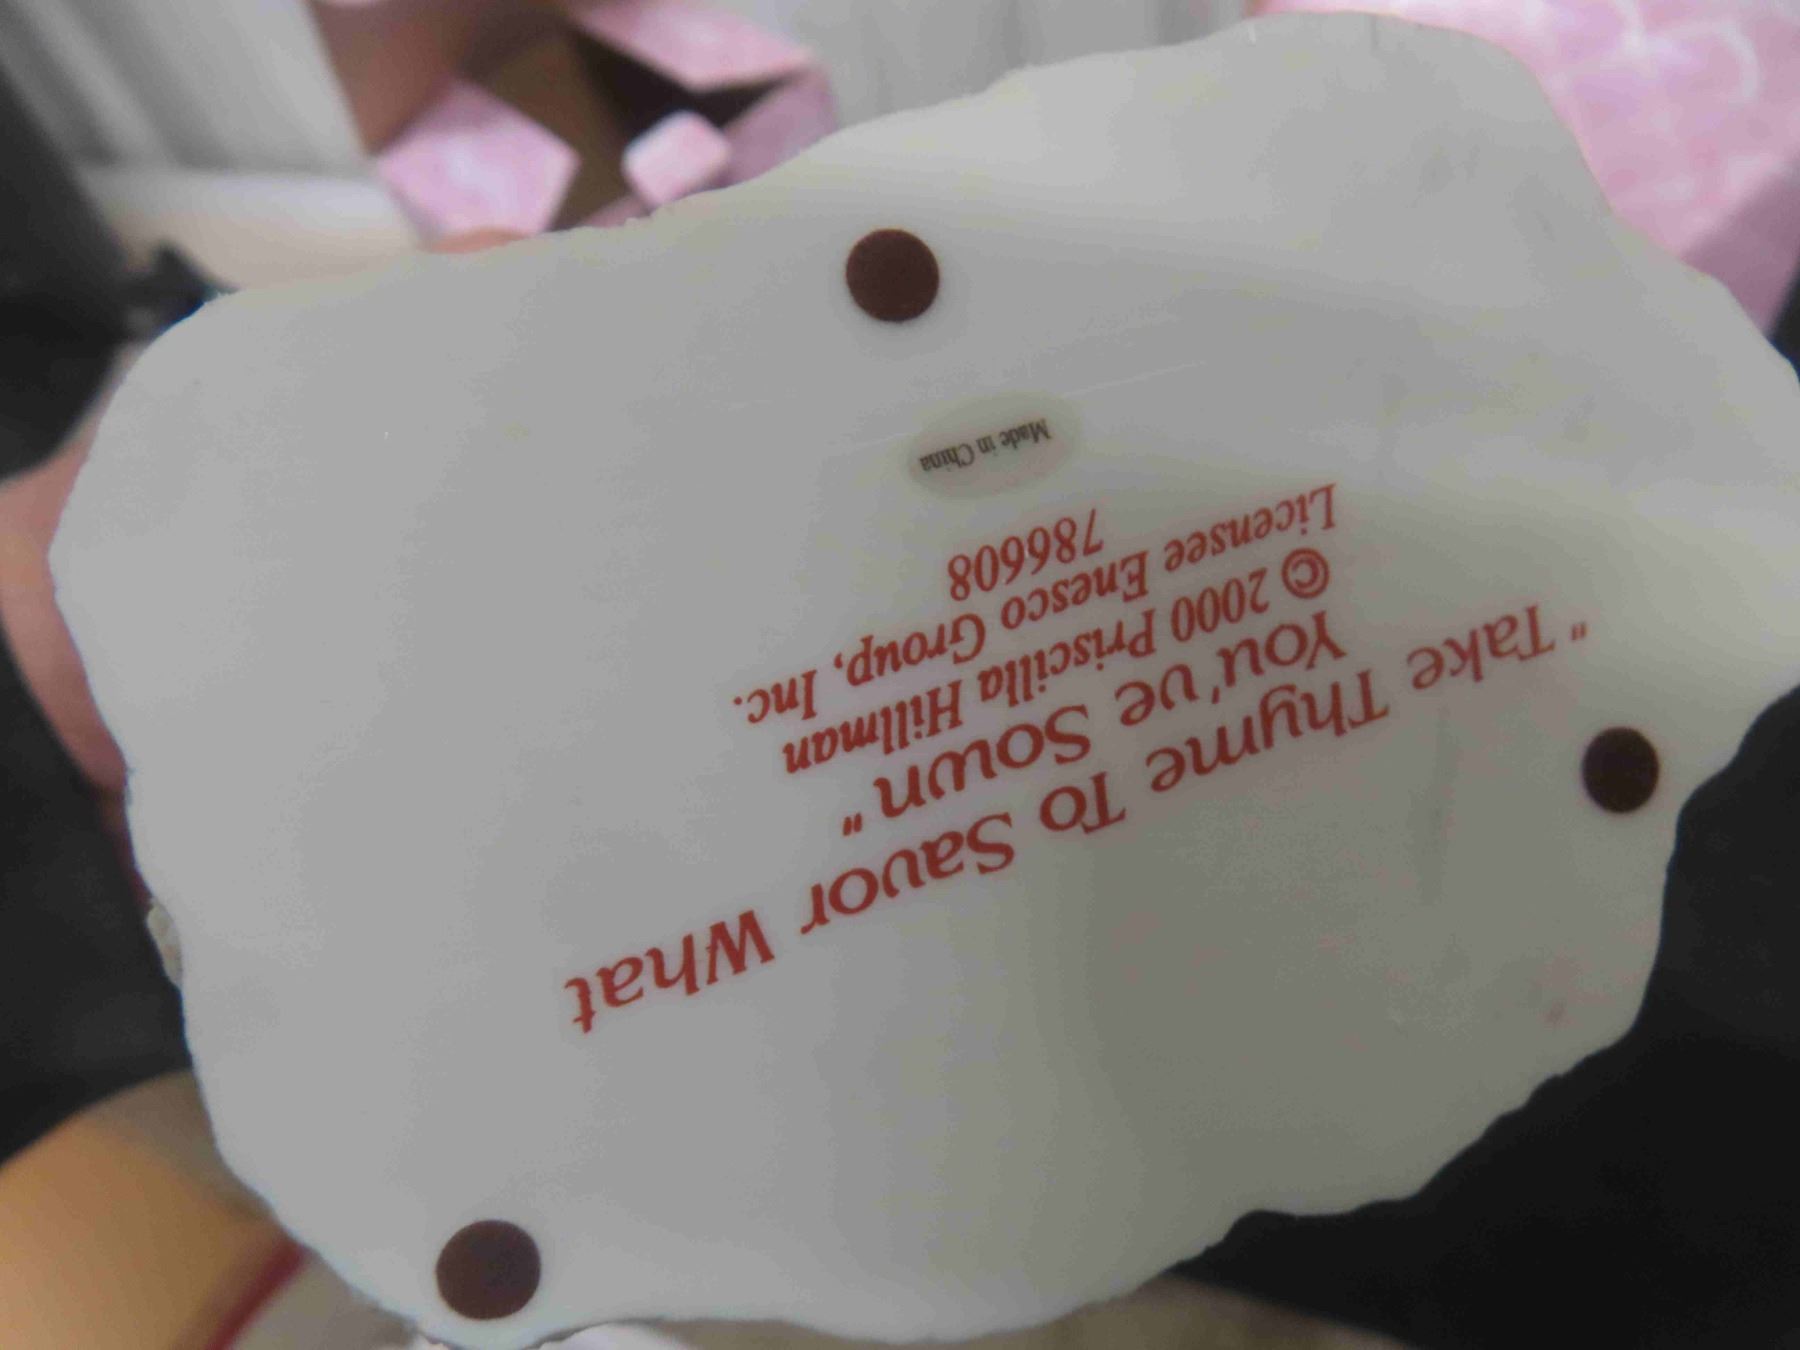 "Take Thyme To Savor What
You've Sown"
© 2000 Priscilla Hillman
Licensee Enesco Group, Inc.
786608
Made in China